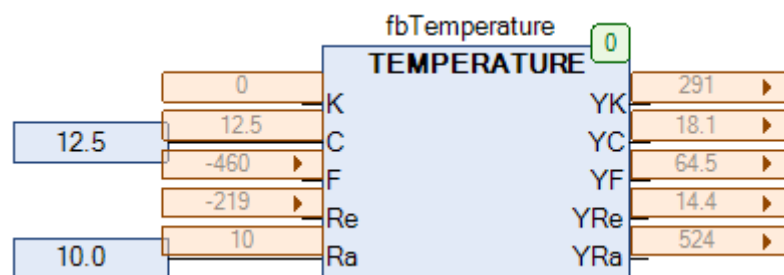 fbTemperature
0
TEMPERATURE
0 K YK 291
12.5 12.5 C YC 18.1
-460 F YF 64.5
-219 Re YRe 14.4
10.0 10 Ra YRa 524